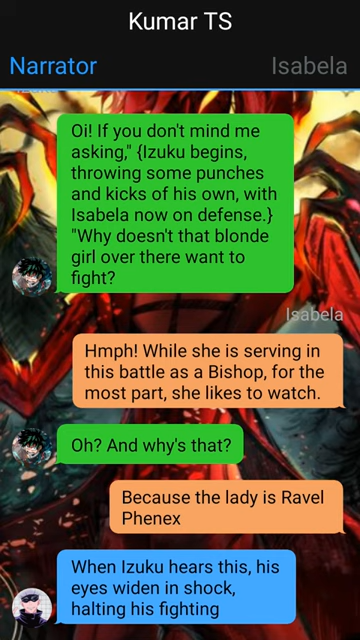 Kumar TS
Narrator
Isabela
Oi! If you don't mind me
asking," {Izuku begins,
throwing some punches
and kicks of his own, with
Isabela now on defense.}
"Why doesn't that blonde
girl over there want to
fight?
Isabela
Hmph! While she is serving in
this battle as a Bishop, for the
most part, she likes to watch.
Oh? And why's that?
Because the lady is Ravel
Phenex
When Izuku hears this, his
eyes widen in shock,
halting his fighting